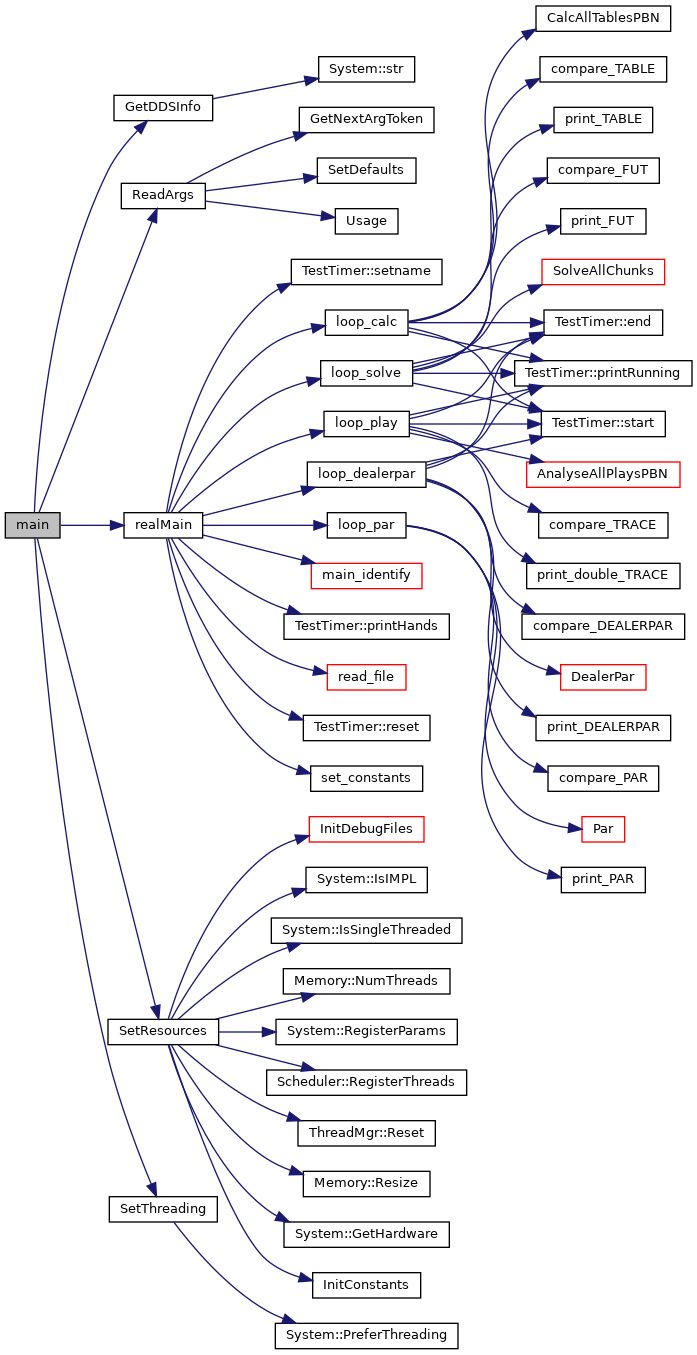 CalcAllTablesPBN
System::str
compare_TABLE
GetDDSInfo
GetNextArgToken
print_TABLE
SetDefaults
compare_FUT
ReadArgs
Usage
print_FUT
TestTimer::setname
SolveAllChunks
loop_calc
TestTimer::end
loop_solve
TestTimer::printRunning
loop_play
TestTimer::start
loop_dealerpar
AnalyseAllPlaysPBN
main
realMain
loop_par
compare_TRACE
main_identify
print_double_TRACE
TestTimer::printHands
compare_DEALERPAR
read_file
DealerPar
TestTimer::reset
print_DEALERPAR
set_constants
compare_PAR
InitDebugFiles
Par
System::IsIMPL
print_PAR
System::IsSingleThreaded
Memory::NumThreads
SetResources
System::RegisterParams
Scheduler::RegisterThreads
ThreadMgr::Reset
Memory::Resize
SetThreading
System::GetHardware
InitConstants
System::PreferThreading